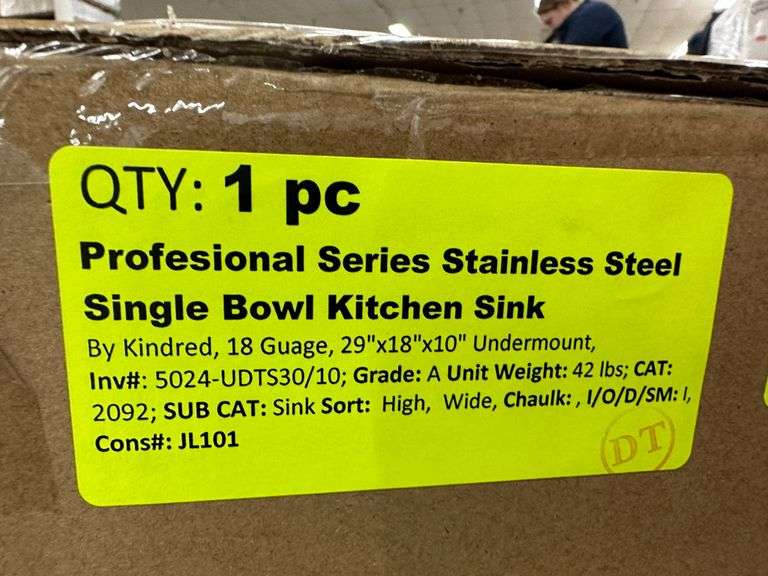 QTY: 1 pc
Profesional Series Stainless Steel
Single Bowl Kitchen Sink
By Kindred, 18 Guage, 29"x18"x10" Undermount,
Inv#: 5024-UDTS30/10; Grade: A Unit Weight: 42 lbs; CAT:
2092; SUB CAT: Sink Sort: High, Wide, Chaulk: , I/O/D/SM: I,
Cons#: JL101
DT